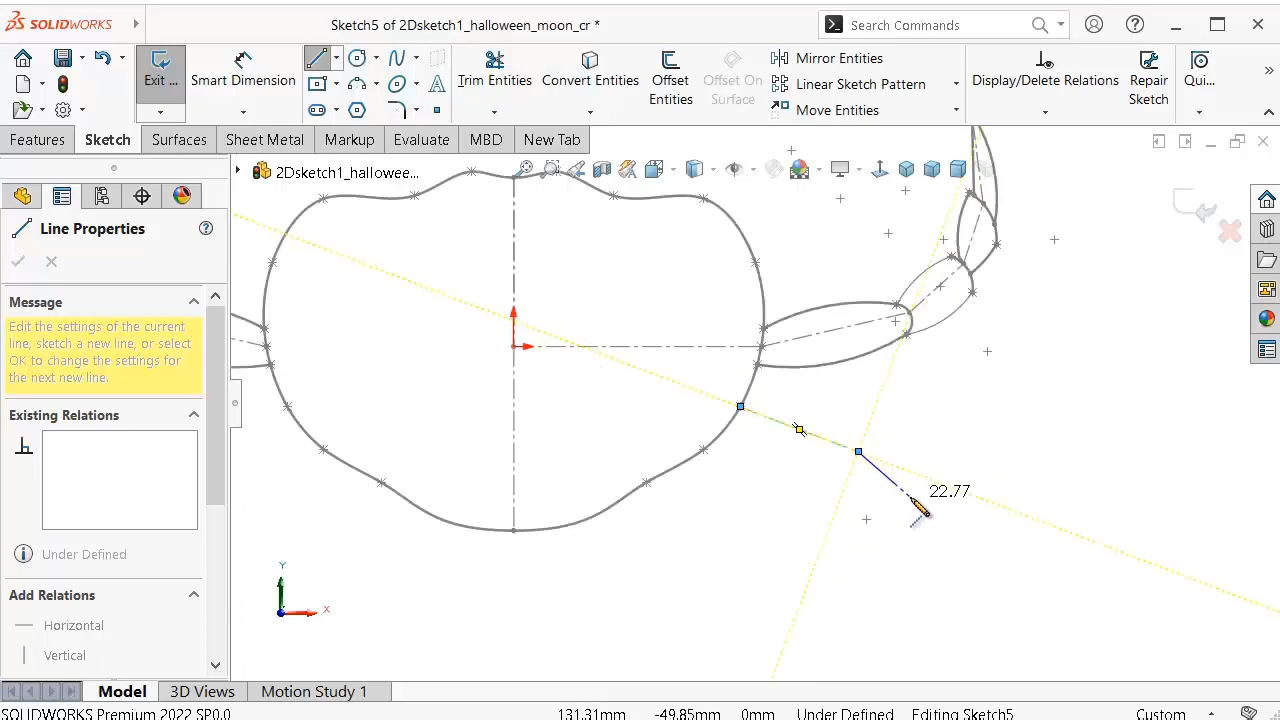 SOLIDWORKS
Sketch5 of 2Dsketch1_halloween_moon_cr *
Search Commands
Exit ...
Smart Dimension
Trim Entities
Convert Entities
Offset Entities
Offset On Surface
Mirror Entities
Linear Sketch Pattern
Move Entities
Display/Delete Relations
Repair Sketch
Qui...
Features
Sketch
Surfaces
Sheet Metal
Markup
Evaluate
MBD
New Tab
2Dsketch1_hallowee...
Line Properties
Message
Edit the settings of the current
line, sketch a new line, or select
OK to change the settings for
the next new line.
Existing Relations
Under Defined
Add Relations
Horizontal
Vertical
22.77
Y
X
Model
3D Views
Motion Study 1
SOLIDWORKS Premium 2022 SP0.0
131.31mm
-49.85mm
0mm
Under Defined
Editing Sketch5
Custom